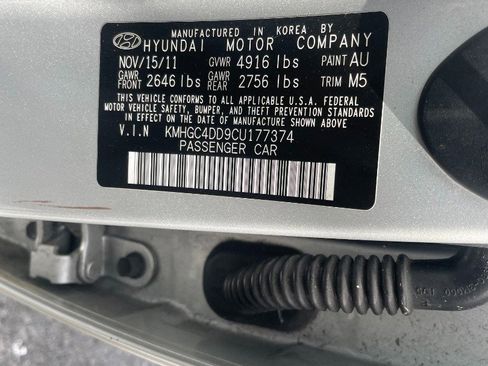 MANUFACTURED IN KOREA BY
HYUNDAI MOTOR COMPANY
NOV/15/11 GVWR 4916 lbs PAINT AU
GAWR FRONT 2646 lbs GAWR REAR 2756 lbs TRIM M5
THIS VEHICLE CONFORMS TO ALL APPLICABLE U.S.A. FEDERAL
MOTOR VEHICLE SAFETY, BUMPER, AND THEFT PREVENTION STANDARDS
IN EFFECT ON THE DATE OF MANUFACTURE SHOWN ABOVE.
V.I.N KMHGC4DD9CU177374
PASSENGER CAR